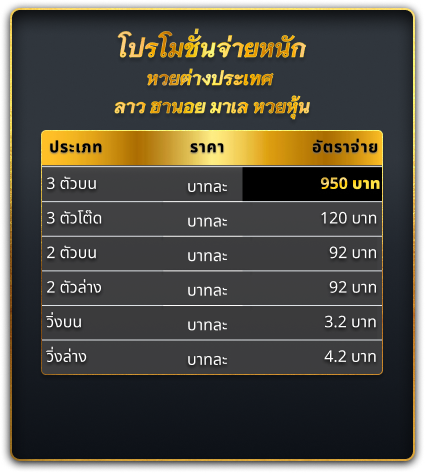 โปรโมชั่นจ่ายหนัก
หวยต่างประเทศ
ลาว ฮานอย มาเล หวยหุ้น
ประเภท ราคา อัตราจ่าย
3 ตัวบน บาทละ 950 บาท
3 ตัวโต๊ด บาทละ 120 บาท
2 ตัวบน บาทละ 92 บาท
2 ตัวล่าง บาทละ 92 บาท
วิ่งบน บาทละ 3.2 บาท
วิ่งล่าง บาทละ 4.2 บาท